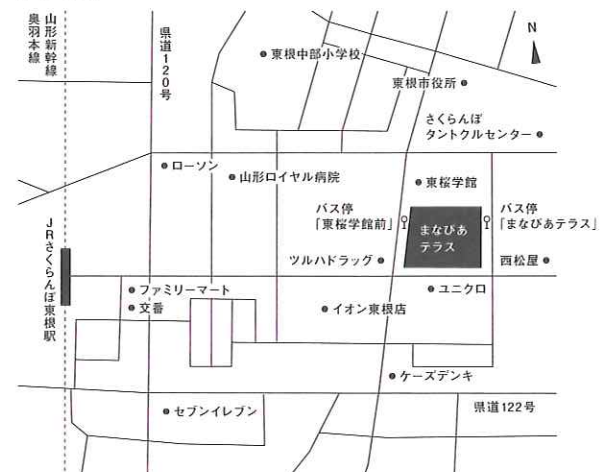 山形新幹線
奥羽本線
県道120号
N
東根中部小学校
東根市役所
さくらんぼ
タントクルセンター
ローソン
山形ロイヤル病院
東桜学館
バス停
「東桜学館前」
まなびあ
テラス
バス停
「まなびあテラス」
ツルハドラッグ
西松屋
JRさくらんぼ東根駅
ファミリーマート
交番
ユニクロ
イオン東根店
ケーズデンキ
セブンイレブン
県道122号